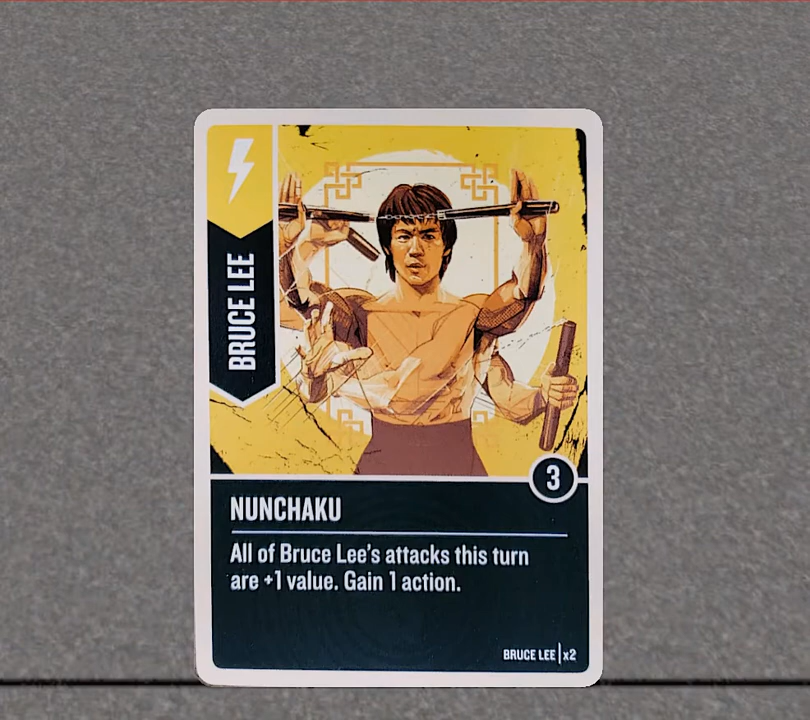 BRUCE LEE
3
NUNCHAKU
All of Bruce Lee's attacks this turn
are +1 value. Gain 1 action.
BRUCE LEE | x2